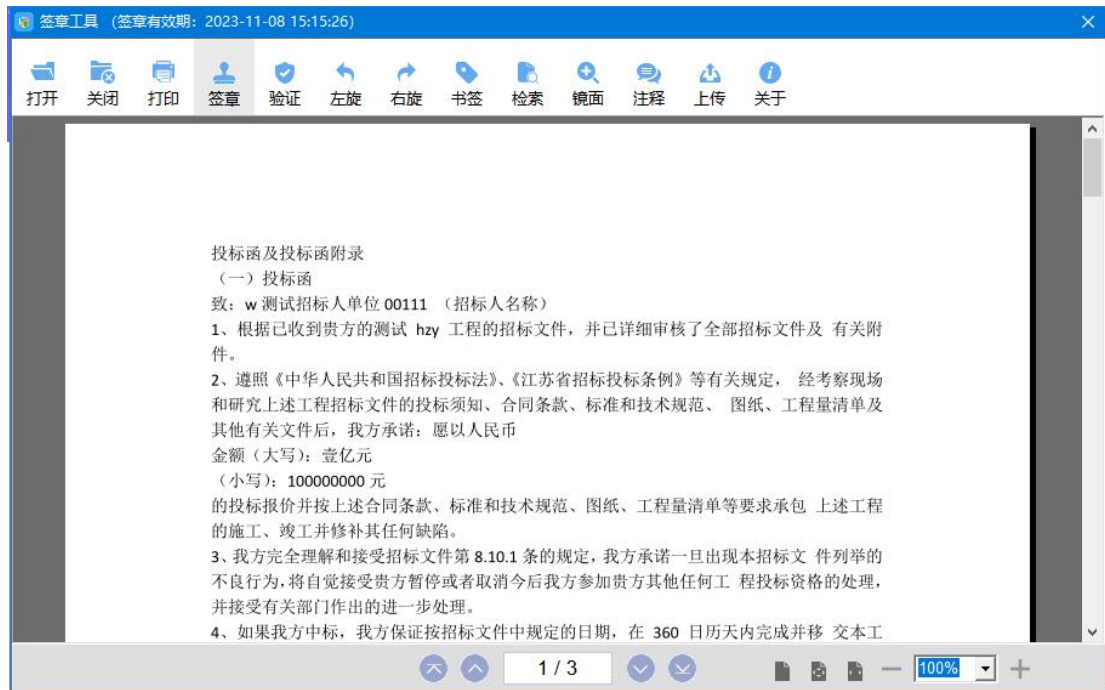 签章工具 (签章有效期: 2023-11-08 15:15:26)
打开 关闭 打印 签章 验证 左旋 右旋 书签 检索 镜面 注释 上传 关于
投标函及投标函附录
（一）投标函
致：w 测试招标人单位 00111 （招标人名称）
1、根据已收到贵方的测试 hzy 工程的招标文件，并已详细审核了全部招标文件及 有关附
件。
2、遵照《中华人民共和国招标投标法》、《江苏省招标投标条例》等有关规定， 经考察现场
和研究上述工程招标文件的投标须知、合同条款、标准和技术规范、 图纸、工程量清单及
其他有关文件后，我方承诺：愿以人民币
金额（大写）：壹亿元
（小写）：100000000 元
的投标报价并按上述合同条款、标准和技术规范、图纸、工程量清单等要求承包 上述工程
的施工、竣工并修补其任何缺陷。
3、我方完全理解和接受招标文件第 8.10.1 条的规定，我方承诺一旦出现本招标文 件列举的
不良行为，将自觉接受贵方暂停或者取消今后我方参加贵方其他任何工 程投标资格的处理，
并接受有关部门作出的进一步处理。
4、如果我方中标，我方保证按招标文件中规定的日期，在 360 日历天内完成并移 交本工
1 / 3
100%